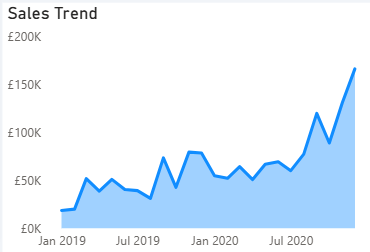 Sales Trend
£200K
£150K
£100K
£50K
£0K
Jan 2019 Jul 2019 Jan 2020 Jul 2020